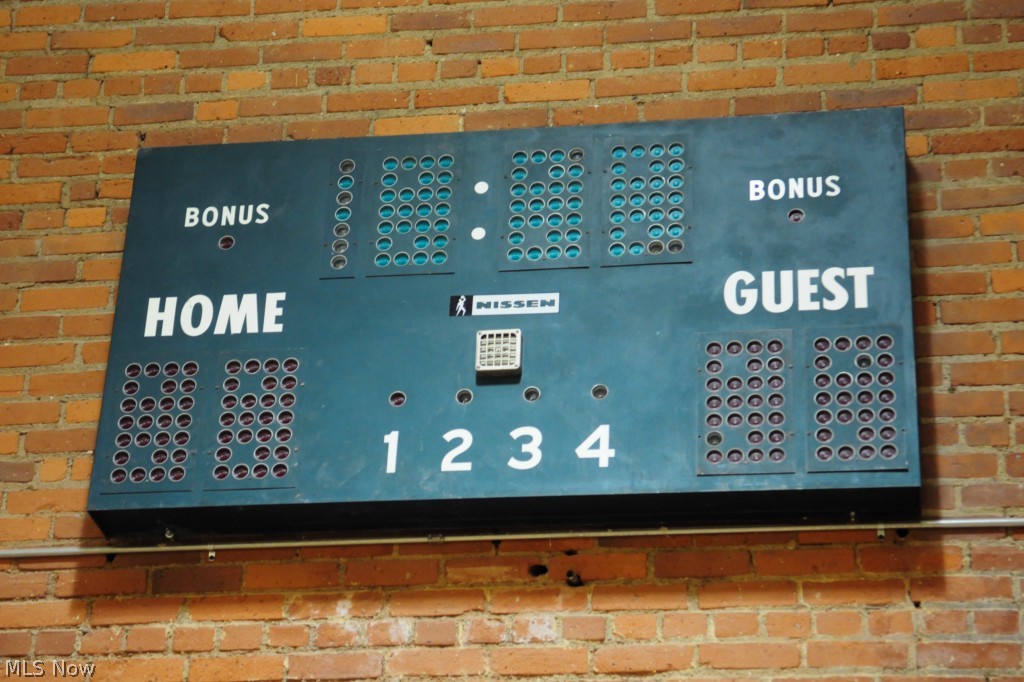 BONUS
:
BONUS
HOME
NISSEN
GUEST
1 2 3 4
MLS Now